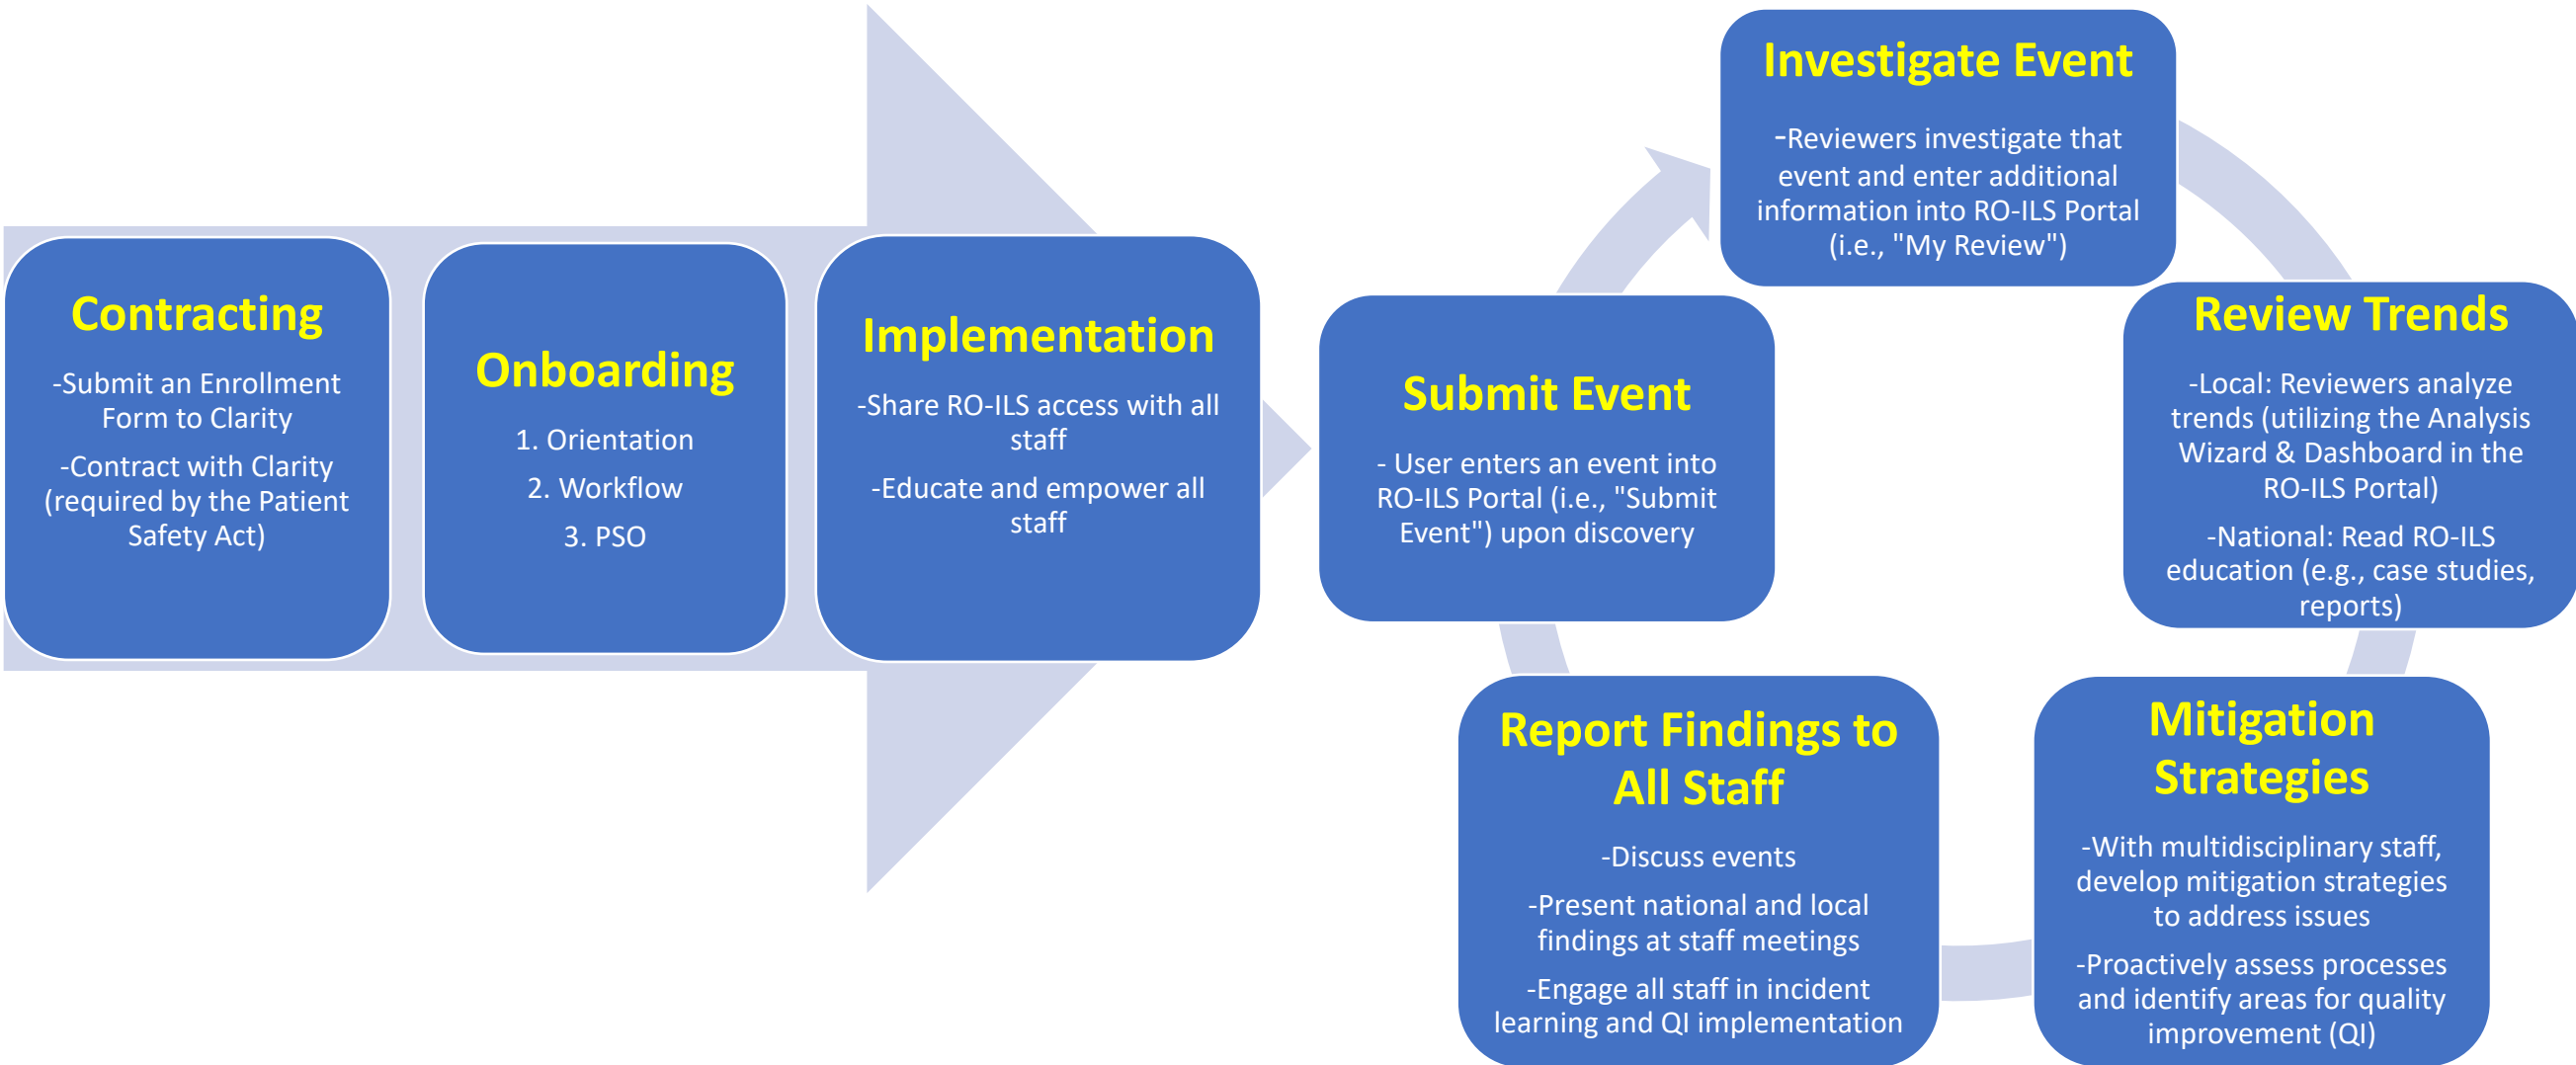 Contracting
-Submit an Enrollment
Form to Clarity
-Contract with Clarity
(required by the Patient
Safety Act)
Onboarding
1. Orientation
2. Workflow
3. PSO
Implementation
-Share RO-ILS access with all
staff
-Educate and empower all
staff
Submit Event
- User enters an event into
RO-ILS Portal (i.e., "Submit
Event") upon discovery
Investigate Event
-Reviewers investigate that
event and enter additional
information into RO-ILS Portal
(i.e., "My Review")
Review Trends
-Local: Reviewers analyze
trends (utilizing the Analysis
Wizard & Dashboard in the
RO-ILS Portal)
-National: Read RO-ILS
education (e.g., case studies,
reports)
Mitigation
Strategies
-With multidisciplinary staff,
develop mitigation strategies
to address issues
-Proactively assess processes
and identify areas for quality
improvement (QI)
Report Findings to
All Staff
-Discuss events
-Present national and local
findings at staff meetings
-Engage all staff in incident
learning and QI implementation